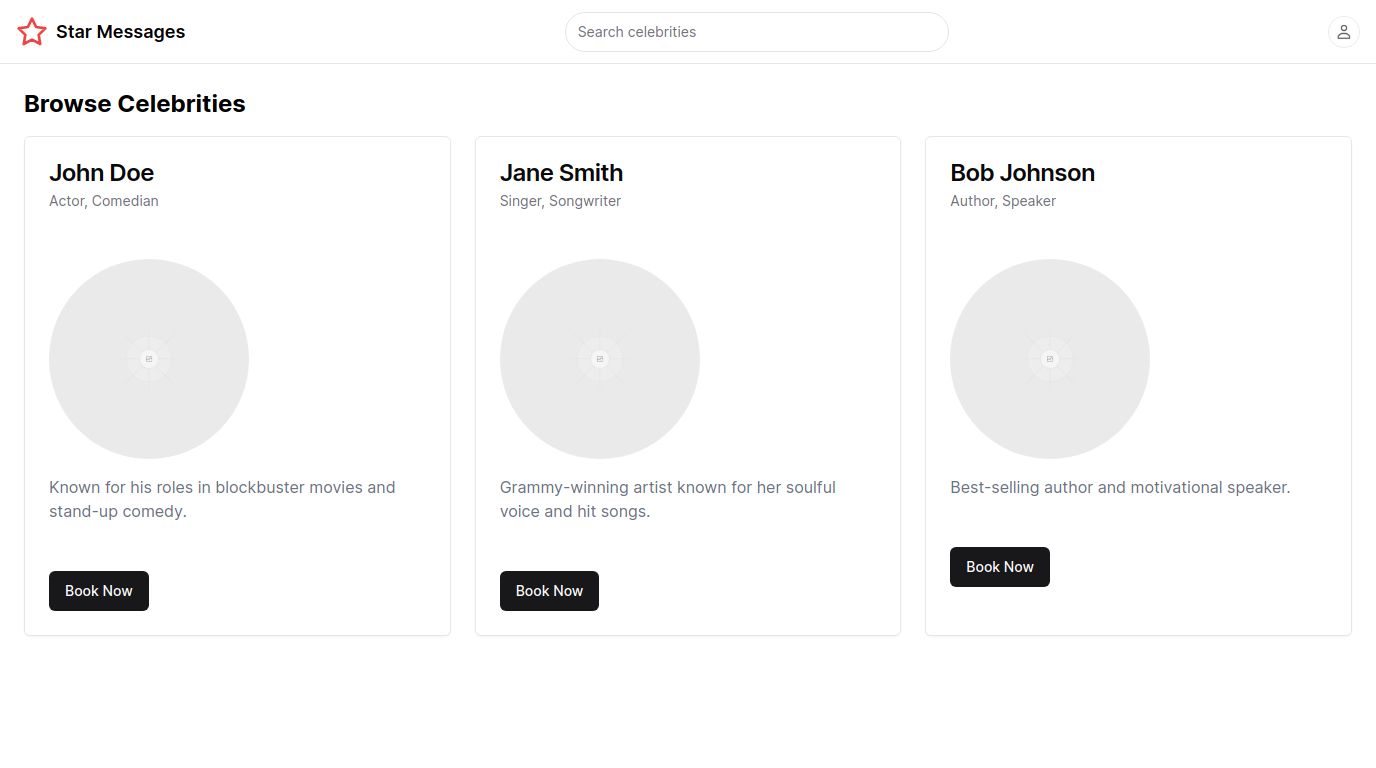 Star Messages
Search celebrities
Browse Celebrities
John Doe
Actor, Comedian
Known for his roles in blockbuster movies and
stand-up comedy.
Book Now
Jane Smith
Singer, Songwriter
Grammy-winning artist known for her soulful
voice and hit songs.
Book Now
Bob Johnson
Author, Speaker
Best-selling author and motivational speaker.
Book Now